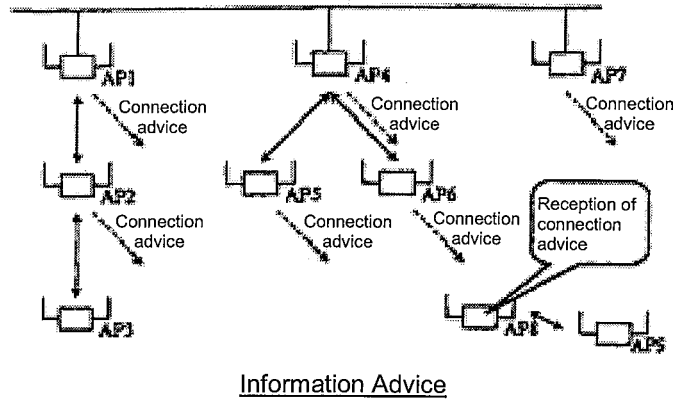 AP1
AP4
AP7
Connection
advice
Connection
advice
Connection
advice
AP2
AP5
AP6
Reception of
connection
advice
Connection
advice
Connection
advice
Connection
advice
AP3
AP8
AP9
Information Advice